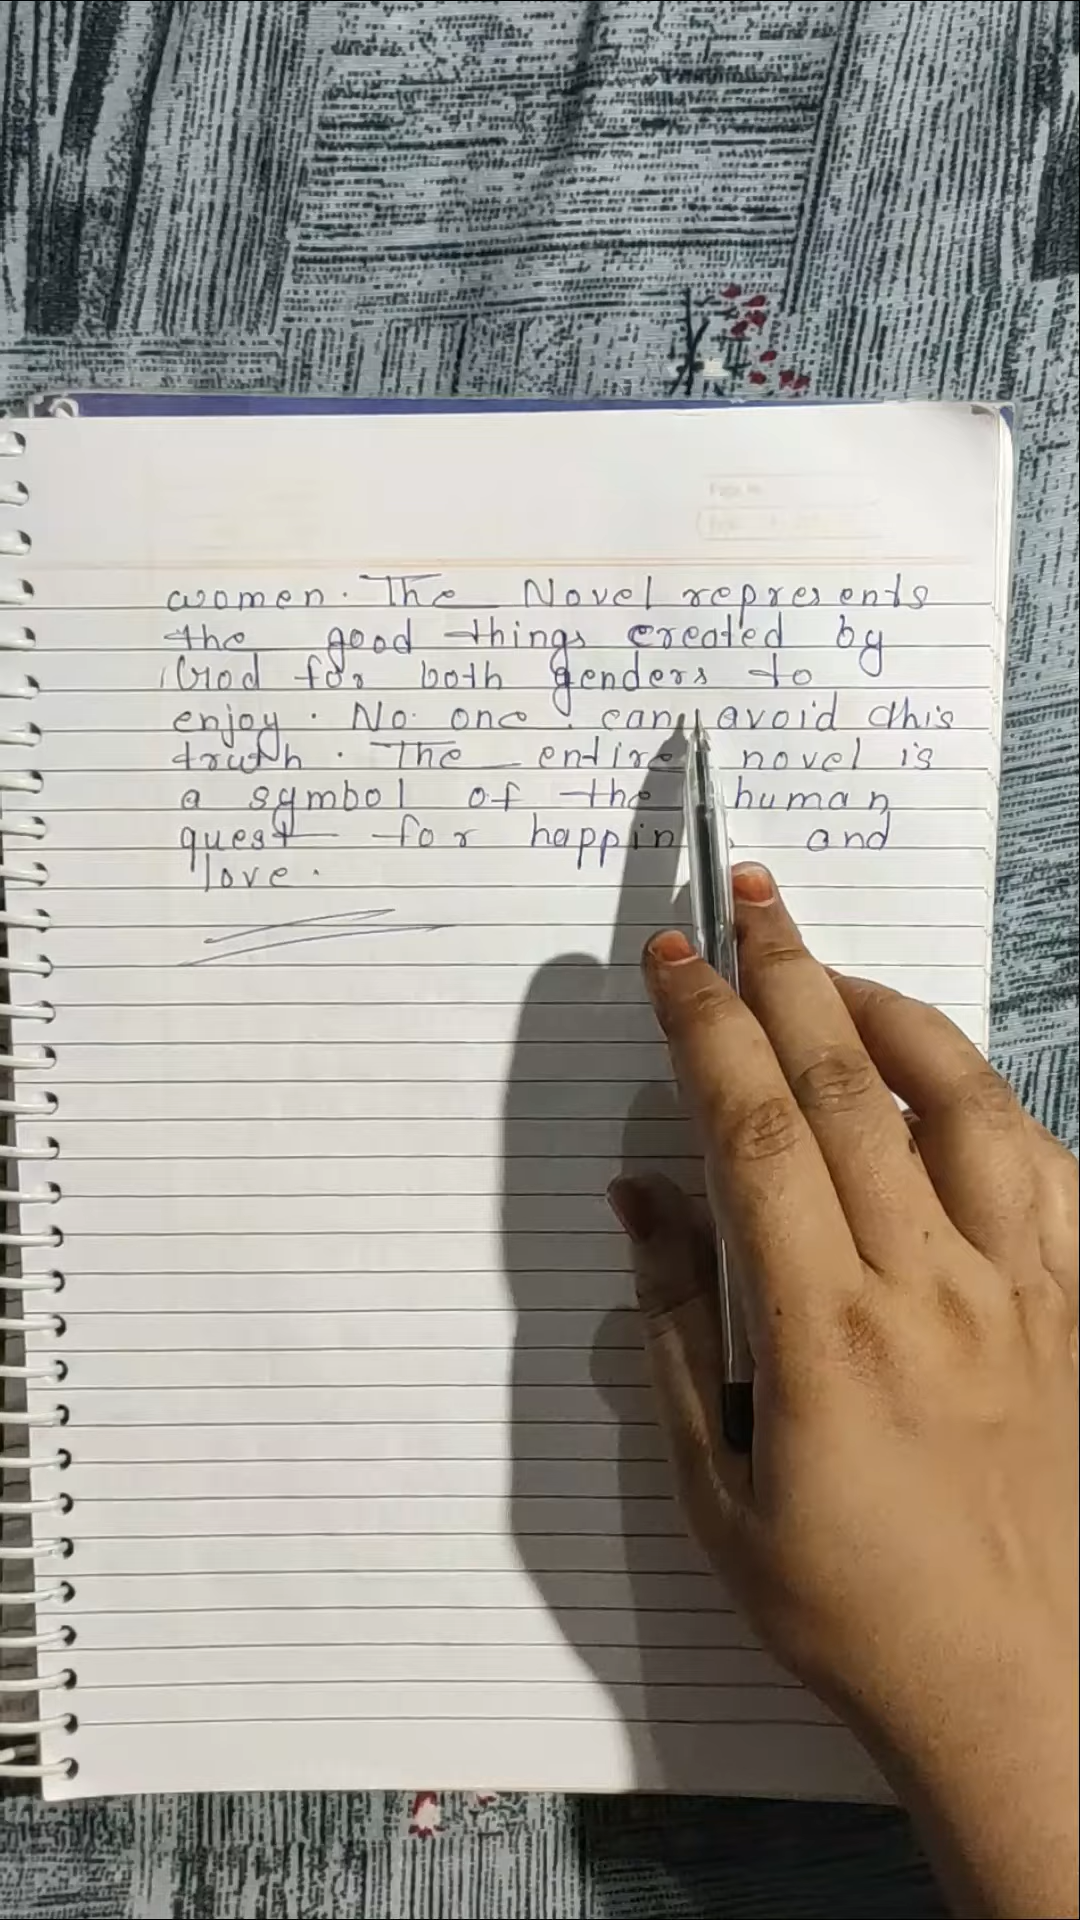 women. The Novel represents
the good things created by
God for both genders to
enjoy. No one can avoid this
truth. The entire novel is
a symbol of the human
quest for happin and
love.